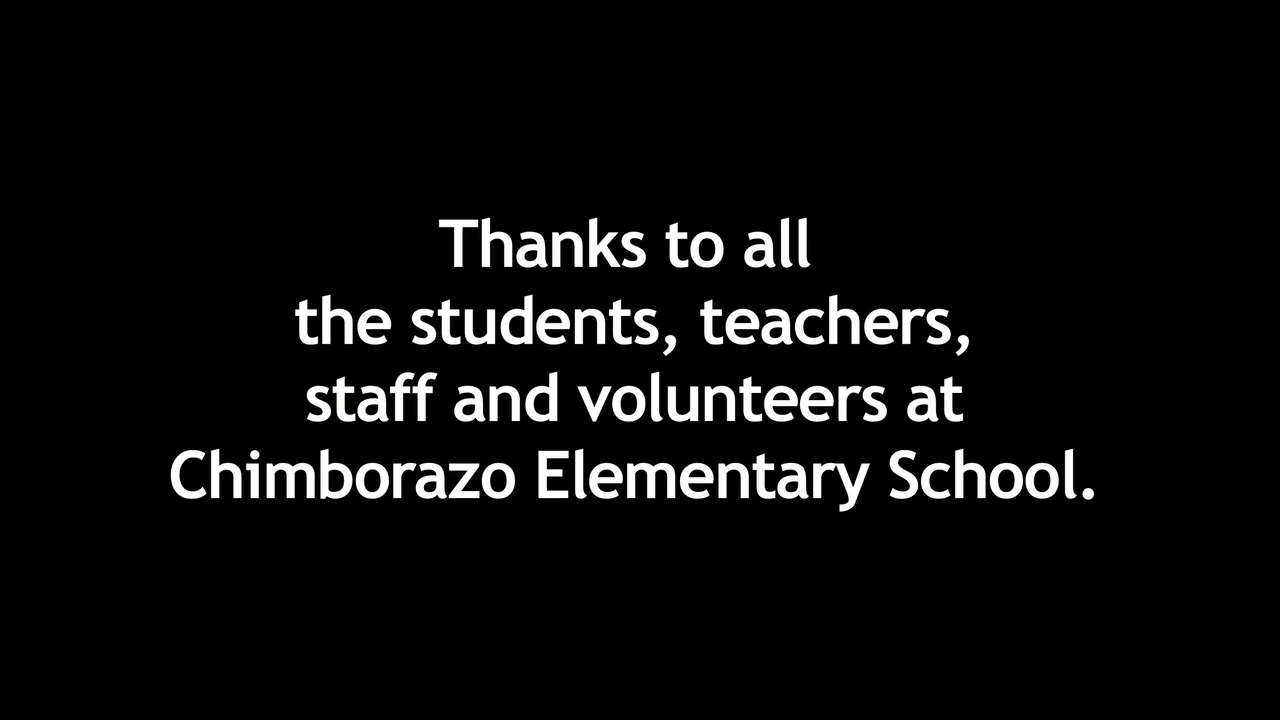 Thanks to all
the students, teachers,
staff and volunteers at
Chimborazo Elementary School.